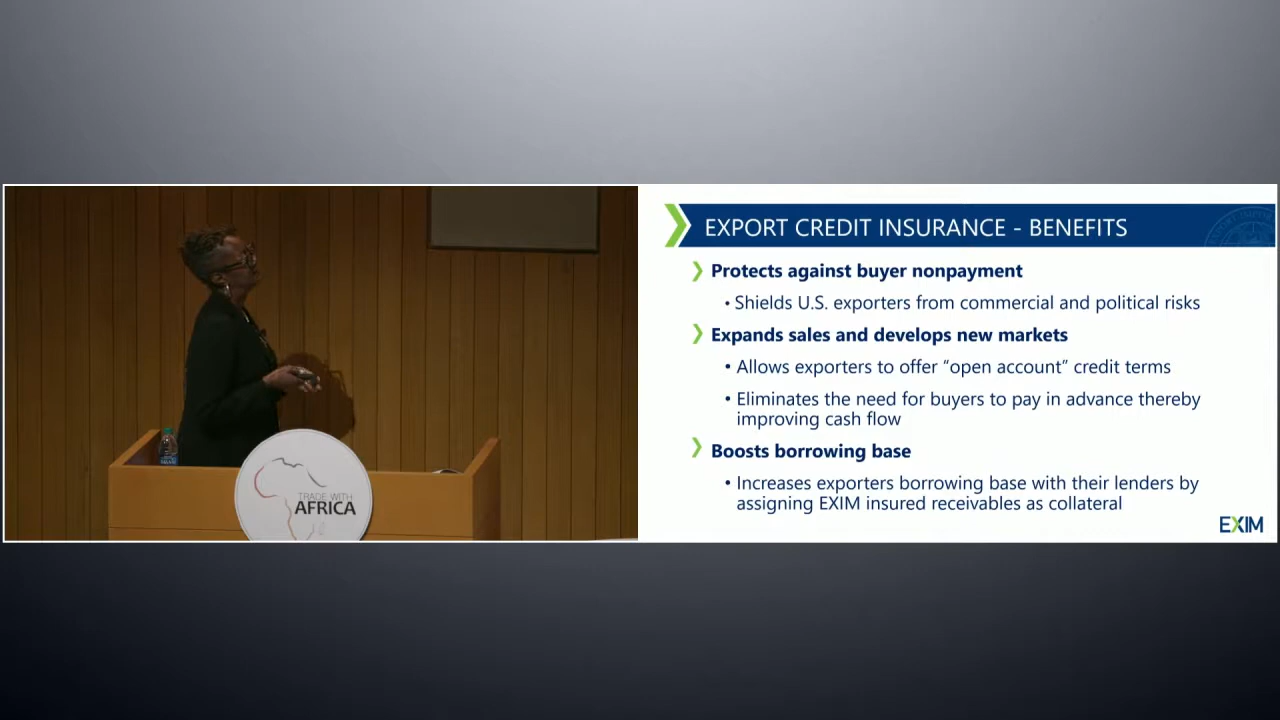 TRADE WITH
AFRICA
EXPORT CREDIT INSURANCE - BENEFITS
Protects against buyer nonpayment
• Shields U.S. exporters from commercial and political risks
Expands sales and develops new markets
• Allows exporters to offer “open account” credit terms
• Eliminates the need for buyers to pay in advance thereby
improving cash flow
Boosts borrowing base
• Increases exporters borrowing base with their lenders by
assigning EXIM insured receivables as collateral
EXIM